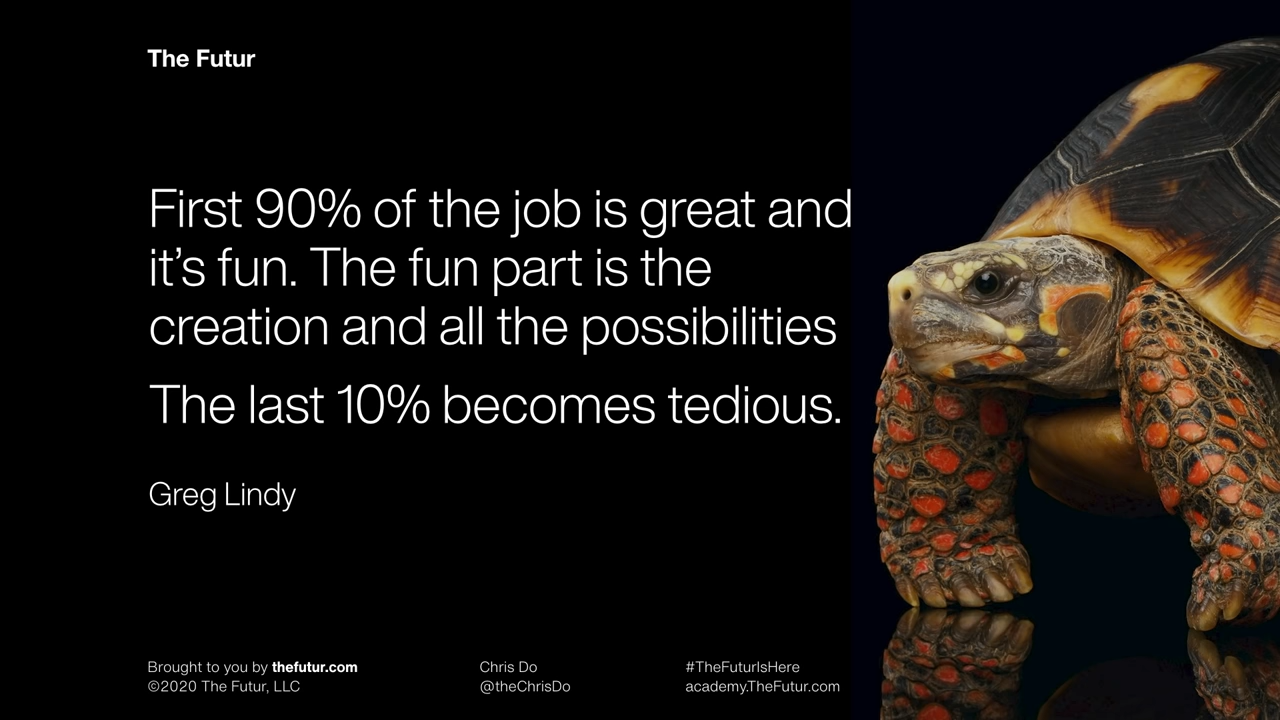 The Futur
First 90% of the job is great and
it’s fun. The fun part is the
creation and all the possibilities
The last 10% becomes tedious.
Greg Lindy
Brought to you by thefutur.com
©2020 The Futur, LLC
Chris Do
@theChrisDo
#TheFuturIsHere
academy.TheFutur.com